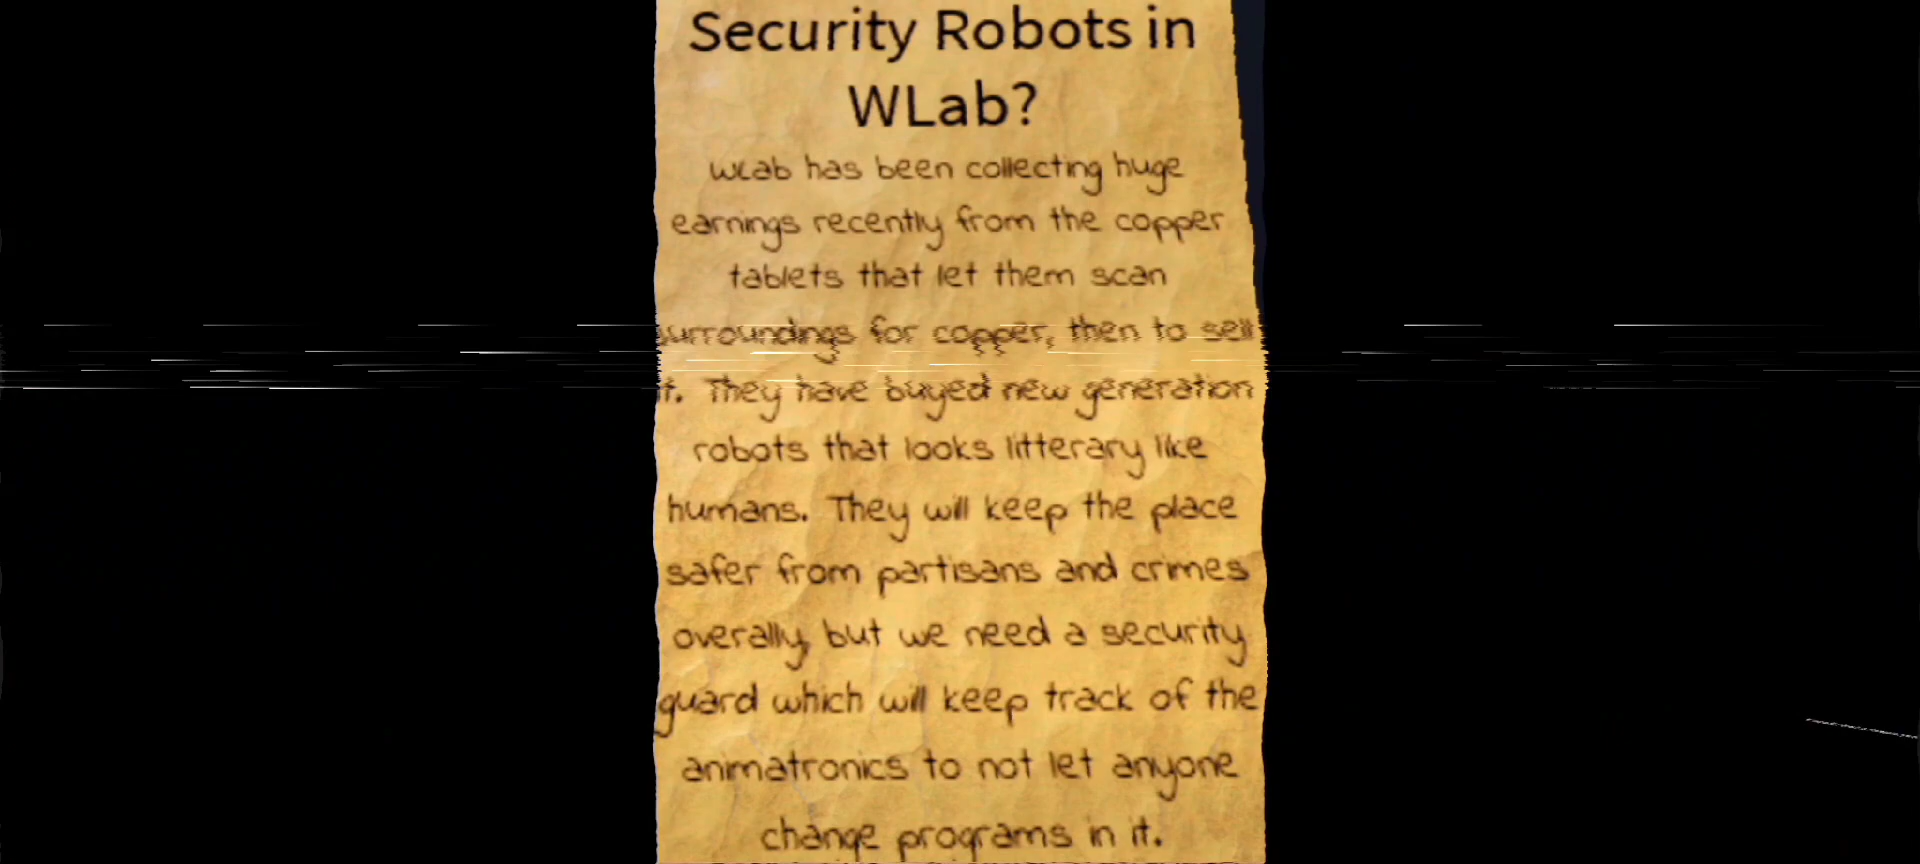 Security Robots in
WLab?
WLab has been collecting huge
earnings recently from the copper
tablets that let them scan
surroundings for copper, then to sell
it. They have buyed new generation
robots that looks litterary like
humans. They will keep the place
safer from partisans and crimes
overally, but we need a security
guard which will keep track of the
animatronics to not let anyone
change programs in it.